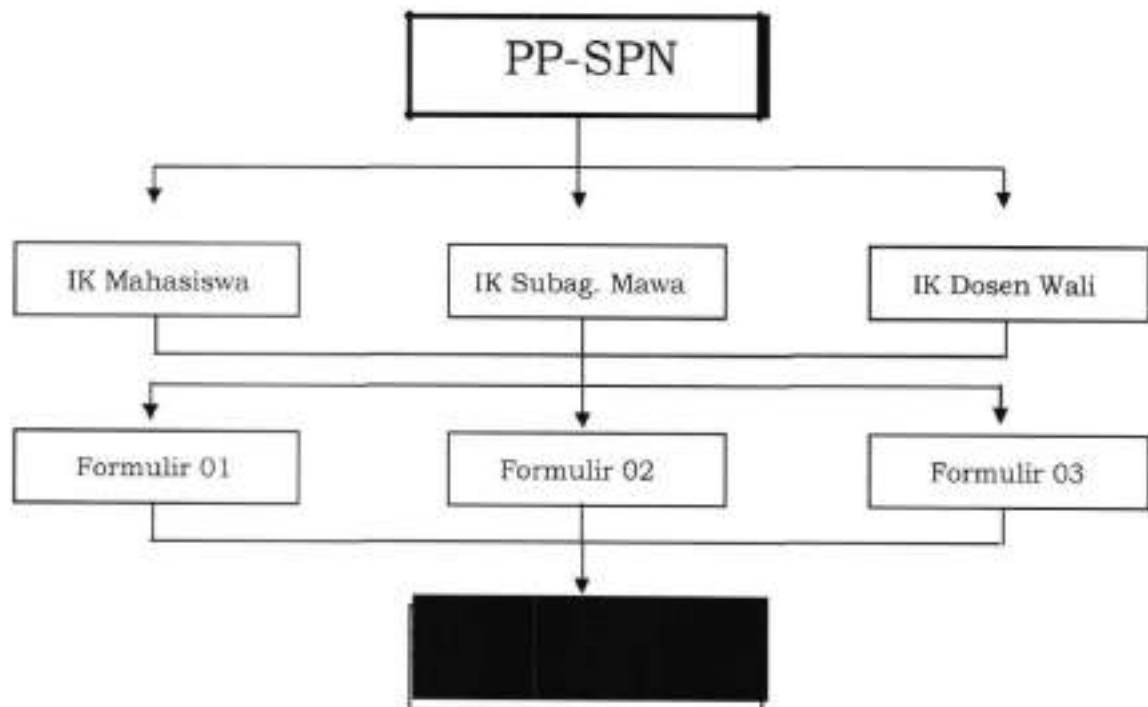 PP-SPN
IK Mahasiswa
IK Subag. Mawa
IK Dosen Wali
Formulir 01
Formulir 02
Formulir 03